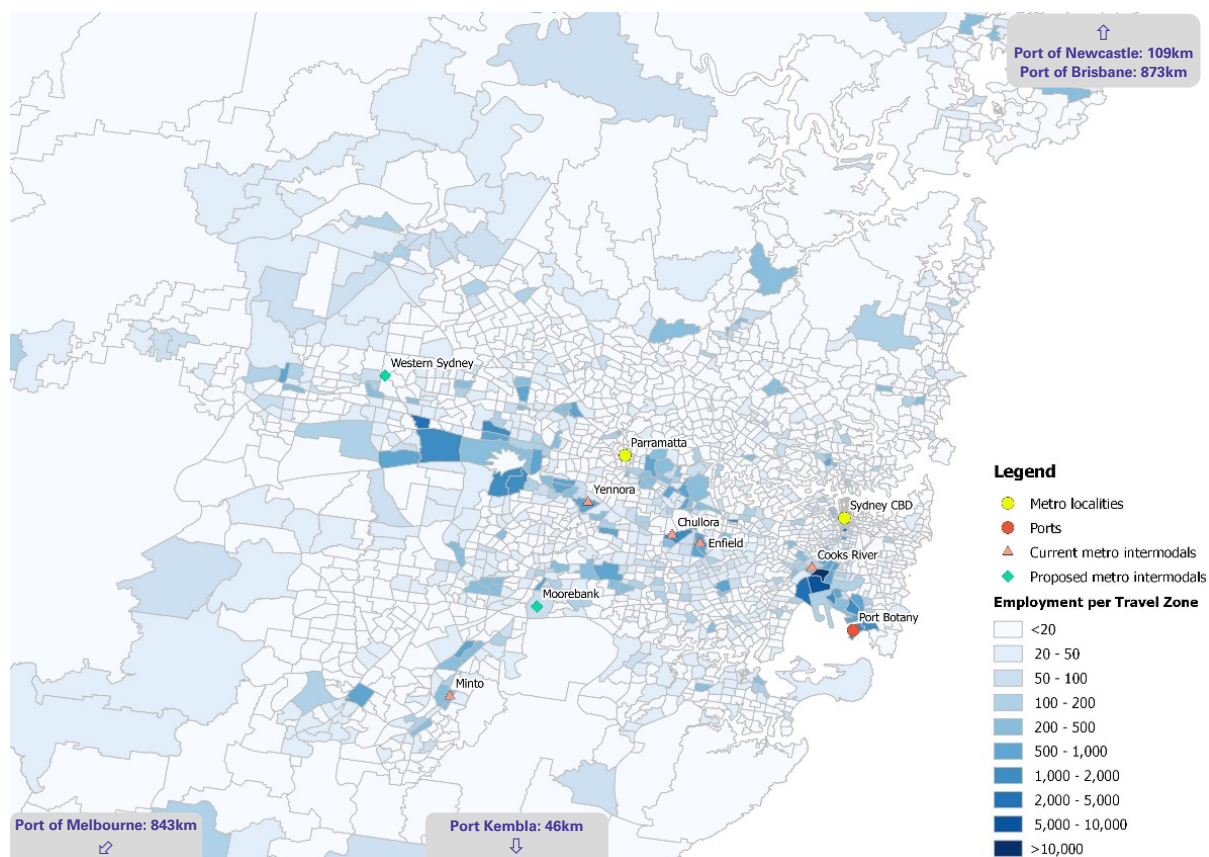 Port of Newcastle: 109km
Port of Brisbane: 873km
Western Sydney
Parramatta
Yennora
Sydney CBD
Chullora
Enfield
Cooks River
Moorebank
Port Botany
Minto
Legend
Metro localities
Ports
Current metro intermodals
Proposed metro intermodals
Employment per Travel Zone
<20
20 - 50
50 - 100
100 - 200
200 - 500
500 - 1,000
1,000 - 2,000
2,000 - 5,000
5,000 - 10,000
>10,000
Port of Melbourne: 843km
Port Kembla: 46km